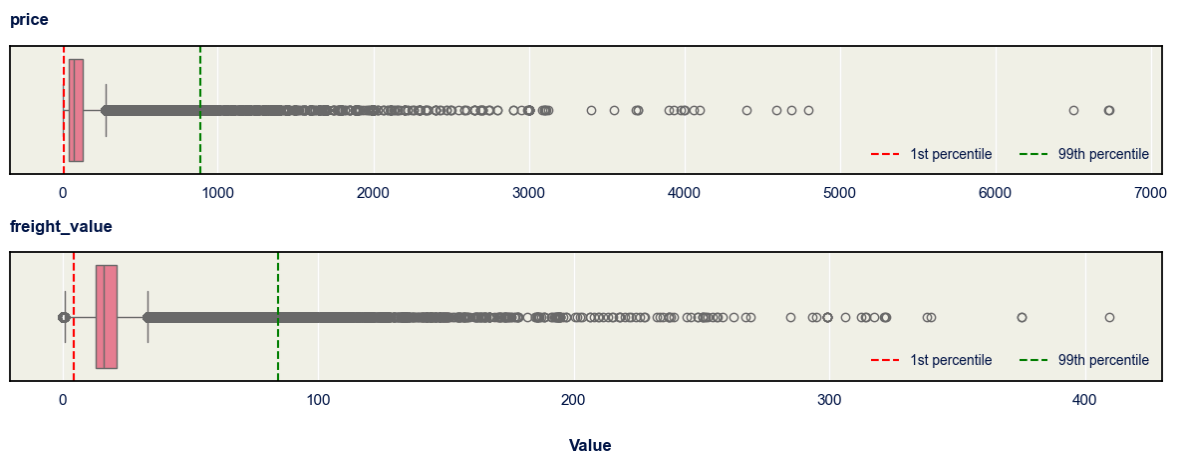 price
1st percentile 99th percentile
0 1000 2000 3000 4000 5000 6000 7000
freight_value
1st percentile 99th percentile
0 100 200 300 400
Value